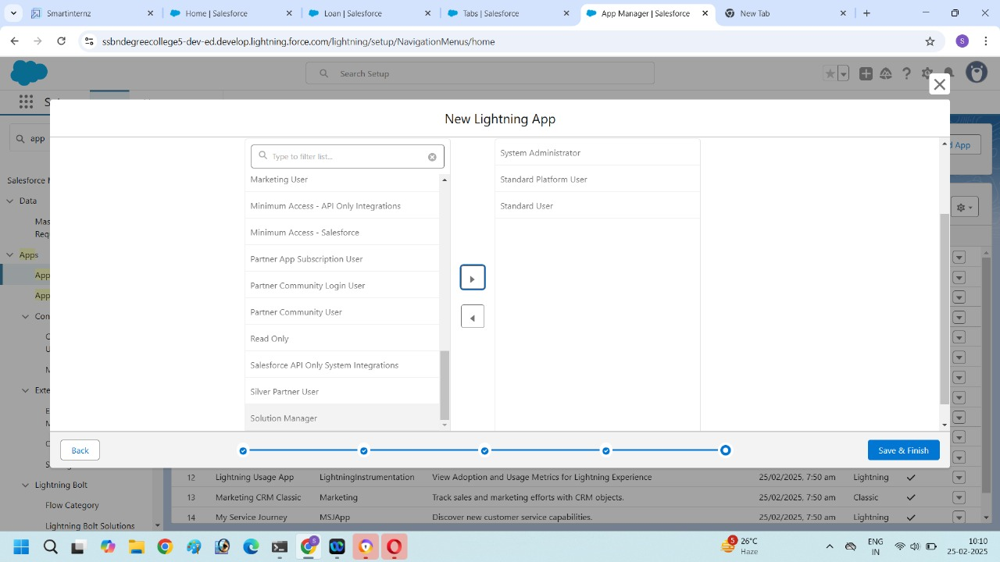 Smartinternz
Home | Salesforce
Loan | Salesforce
Tabs | Salesforce
App Manager | Salesforce
New Tab
ssbndegreecollege5-dev-ed.develop.lightning.force.com/lightning/setup/NavigationMenus/home
S
Search Setup
app
New Lightning App
App
Type to filter list...
Marketing User
Minimum Access - API Only Integrations
Minimum Access - Salesforce
Partner App Subscription User
Partner Community Login User
Partner Community User
Read Only
Salesforce API Only System Integrations
Silver Partner User
Solution Manager
System Administrator
Standard Platform User
Standard User
Salesforce
Data
Apps
App
App
Back
Save & Finish
12 Lightning Usage App LightningInstrumentation View Adoption and Usage Metrics for Lightning Experience 25/02/2025, 7:50 am Lightning
13 Marketing CRM Classic Marketing Track sales and marketing efforts with CRM objects. 25/02/2025, 7:50 am Classic
14 My Service Journey MSJApp Discover new customer service capabilities. 25/02/2025, 7:50 am Lightning
Lightning Bolt
Flow Category
Lightning Bolt Solutions
5
26°C
Haze
ENG
IN
10:10
25-02-2025